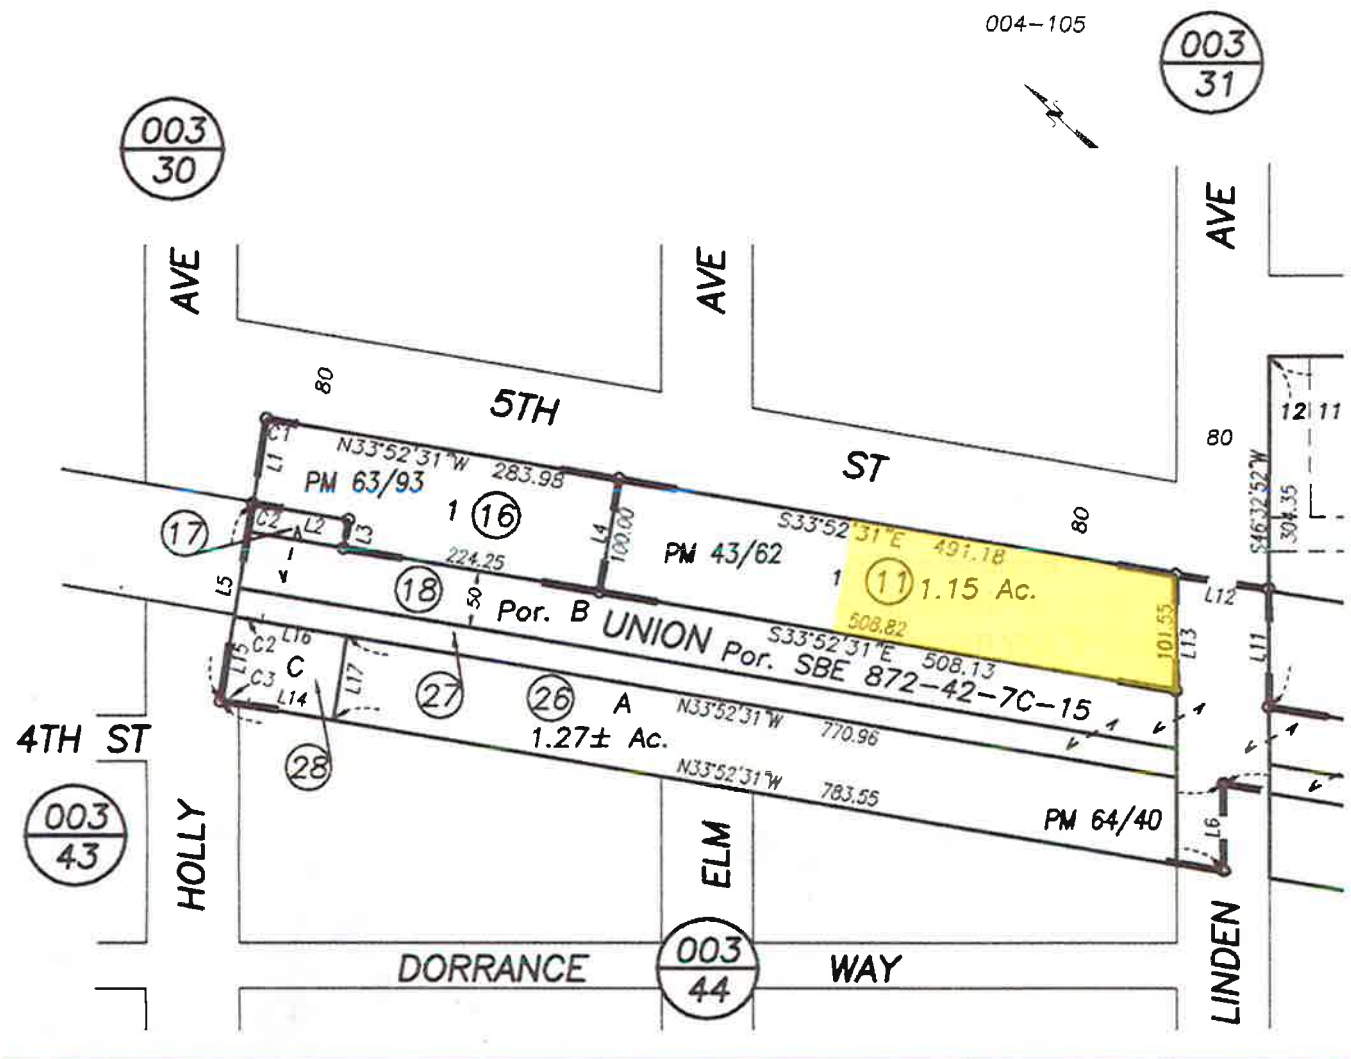 004-105
003
31
003
30
AVE
AVE
AVE
80
5TH
ST
80
80
12
11
S46°32'52"W
304.35
C1
L1
N33°52'31"W
283.98
PM 63/93
1
16
L4
100.00
S33°52'31"E
491.18
PM 43/62
1
11
1.15 Ac.
508.82
101.55
L13
L12
L11
17
C2
L2
L3
1
224.25
18
50
L5
Por. B
UNION
S33°52'31"E
508.13
Por. SBE 872-42-7C-15
L16
C2
C
L15
C3
L14
L17
27
26
A
1.27± Ac.
N33°52'31"W
770.96
N33°52'31"W
783.55
28
PM 64/40
L6
1
1
1
4TH ST
003
43
HOLLY
ELM
LINDEN
DORRANCE
WAY
003
44